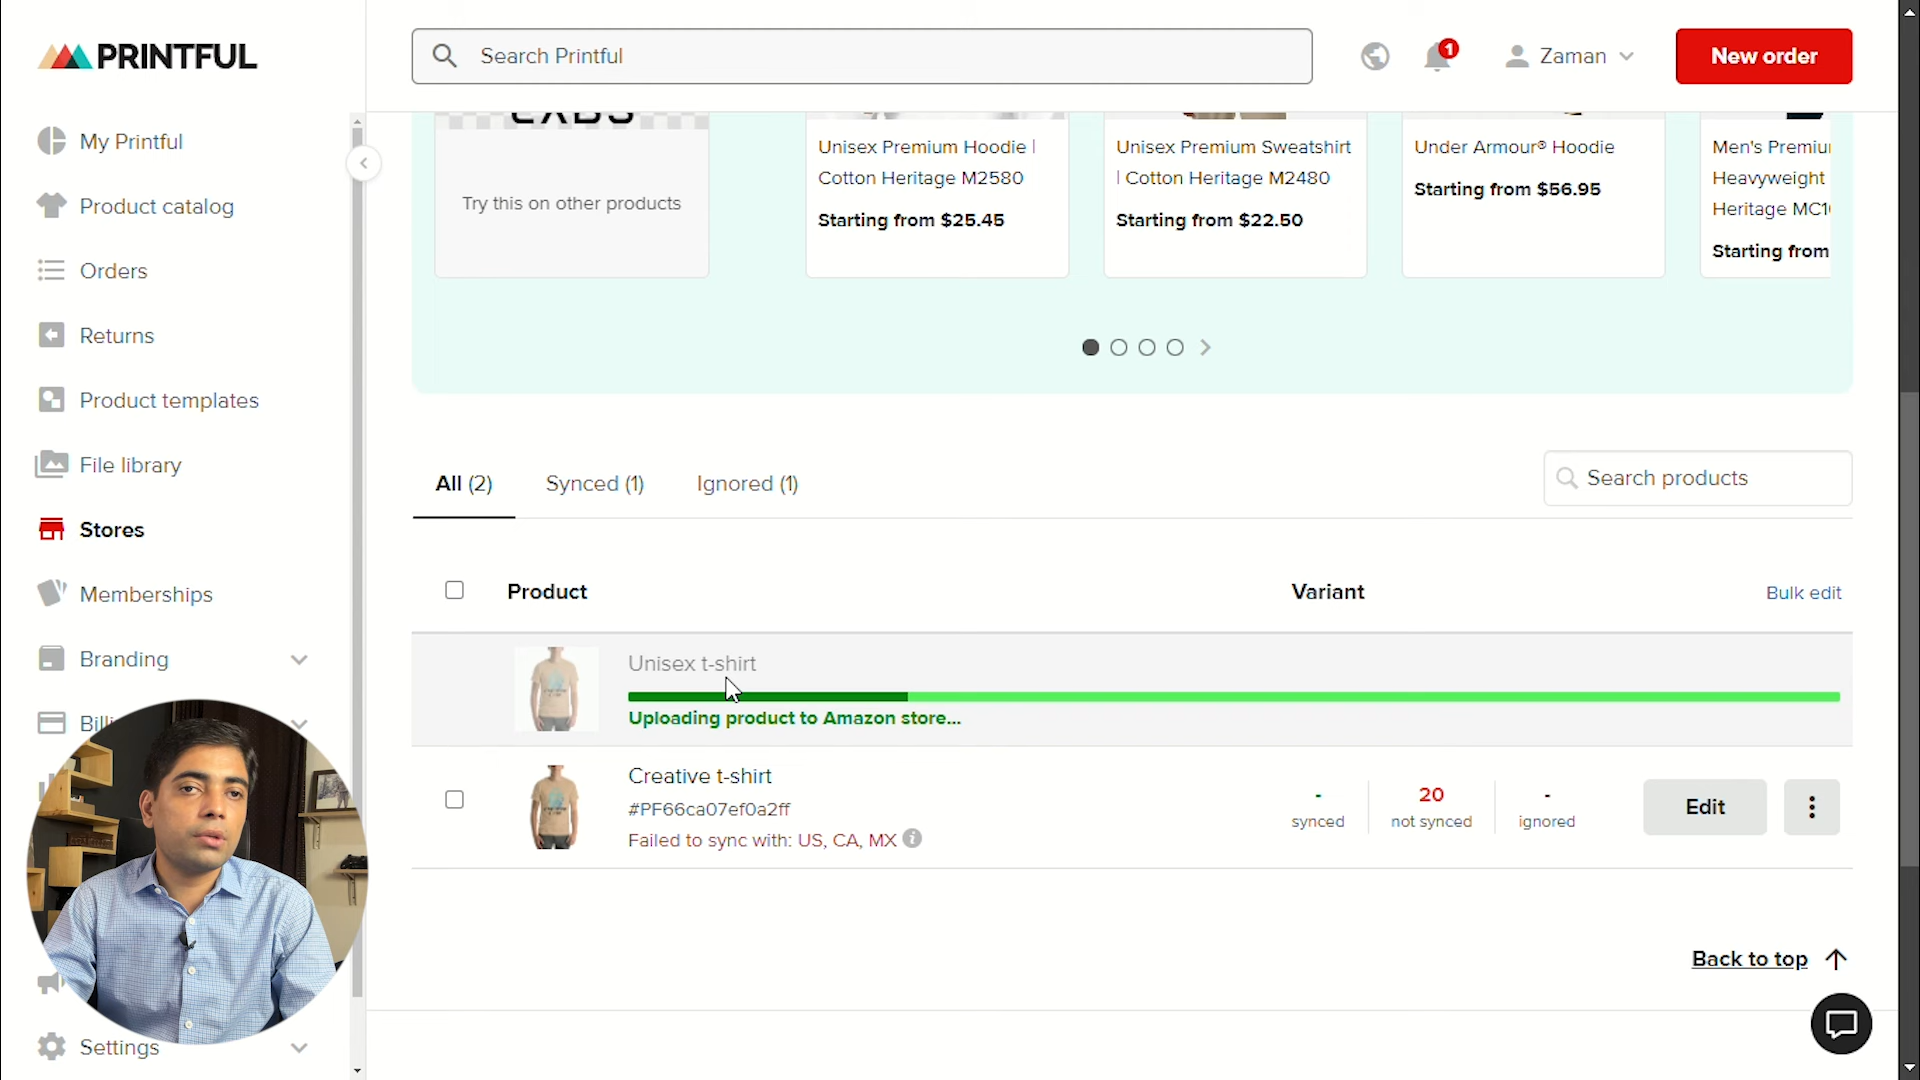 PRINTFUL
Search Printful
1
Zaman
New order
My Printful
Product catalog
Orders
Returns
Product templates
File library
Stores
Memberships
Branding
Settings
Try this on other products
Unisex Premium Hoodie |
Cotton Heritage M2580
Starting from $25.45
Unisex Premium Sweatshirt
| Cotton Heritage M2480
Starting from $22.50
Under Armour® Hoodie
Starting from $56.95
Men's Premium
Heavyweight
Heritage
Starting from
All (2)
Synced (1)
Ignored (1)
Search products
Product
Variant
Bulk edit
Unisex t-shirt
Uploading product to Amazon store...
Creative t-shirt
#PF66ca07ef0a2ff
Failed to sync with: US, CA, MX
-
synced
20
not synced
-
ignored
Edit
Back to top